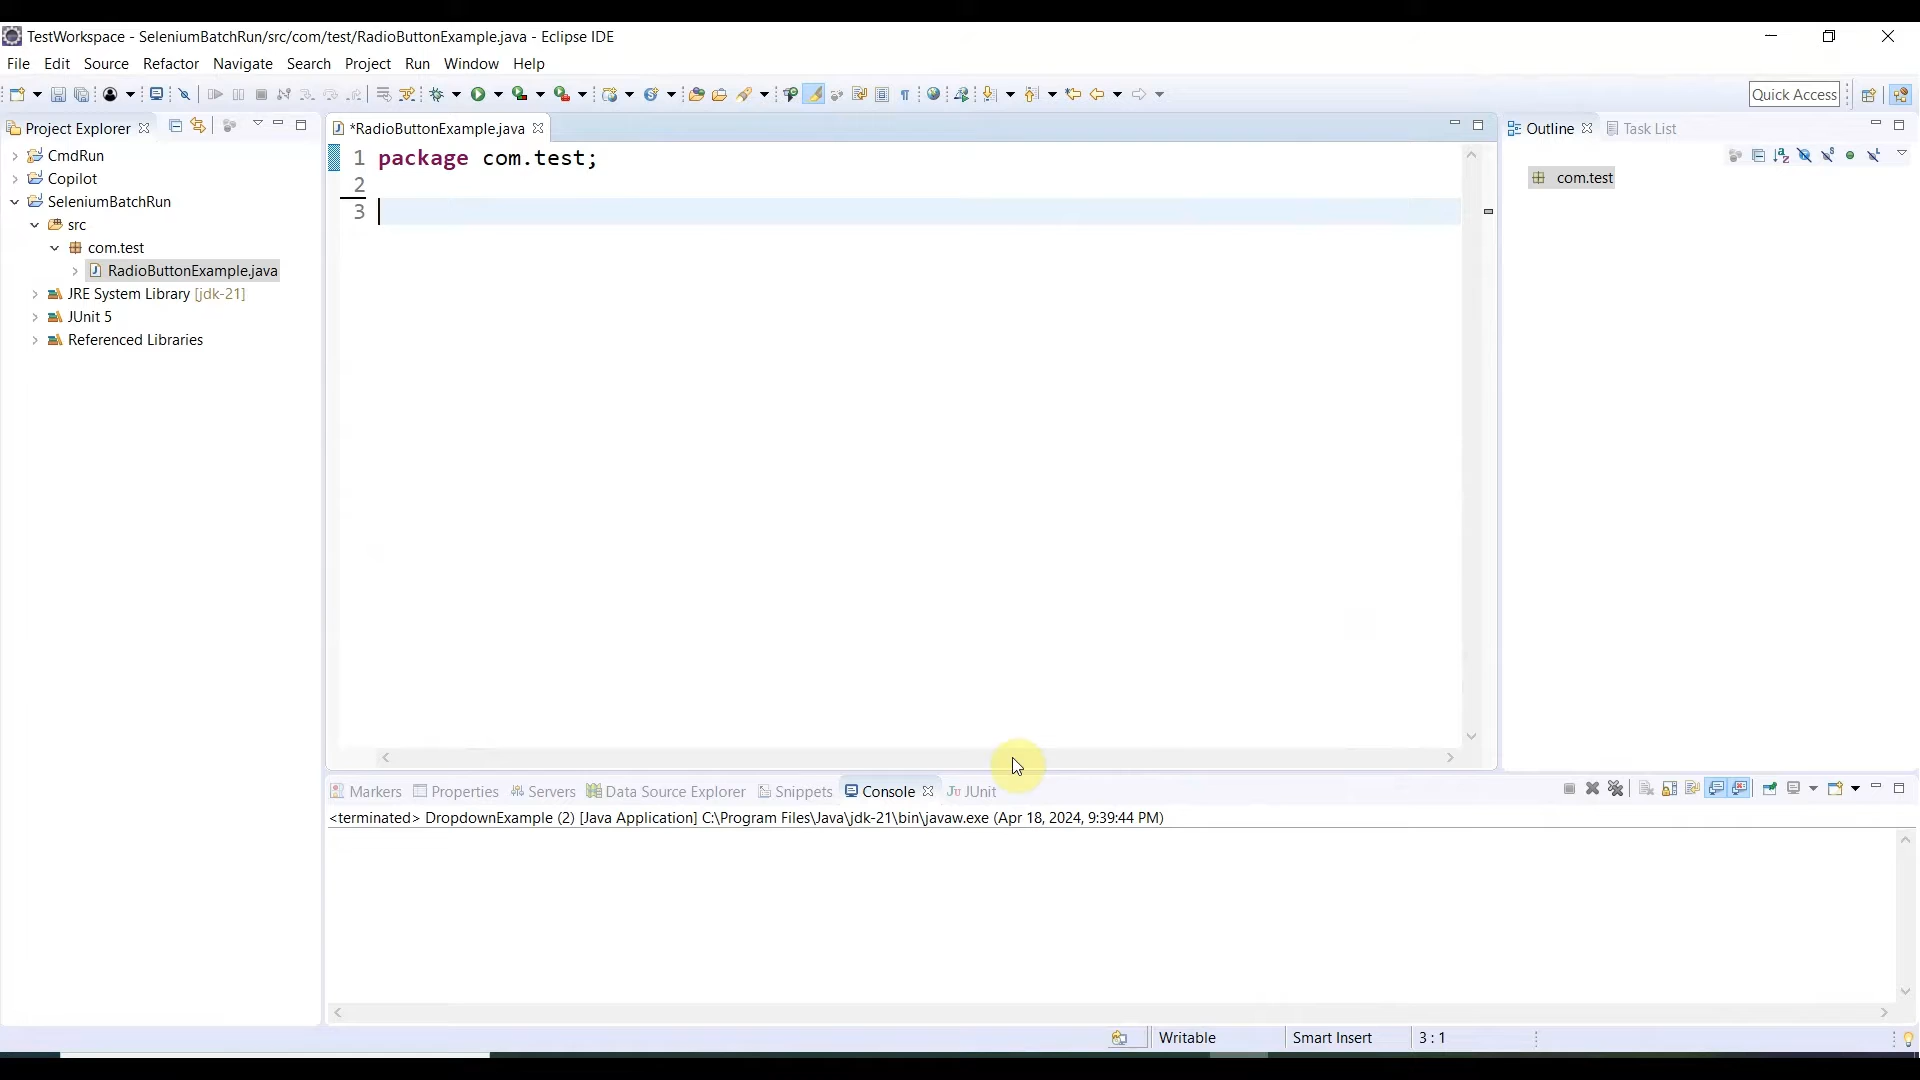 TestWorkspace - SeleniumBatchRun/src/com/test/RadioButtonExample.java - Eclipse IDE
File Edit Source Refactor Navigate Search Project Run Window Help
Quick Access
Project Explorer
CmdRun
Copilot
SeleniumBatchRun
src
com.test
RadioButtonExample.java
JRE System Library [jdk-21]
JUnit 5
Referenced Libraries
*RadioButtonExample.java
1 package com.test;
2
3
Outline Task List
com.test
Markers Properties Servers Data Source Explorer Snippets Console Ju JUnit
<terminated> DropdownExample (2) [Java Application] C:\Program Files\Java\jdk-21\bin\javaw.exe (Apr 18, 2024, 9:39:44 PM)
Writable Smart Insert 3 : 1